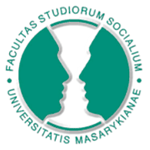 FACULTAS STUDIORUM SOCIALIUM
UNIVERSITATIS MASARYKIANAE